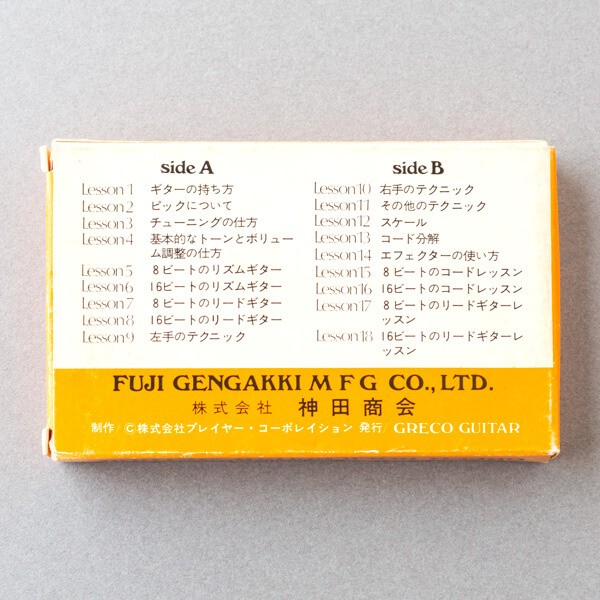 side A
Lesson 1 ギターの持ち方
Lesson 2 ピックについて
Lesson 3 チューニングの仕方
Lesson 4 基本的なトーンとボリュー
ム調整の仕方
Lesson 5 8ビートのリズムギター
Lesson 6 16ビートのリズムギター
Lesson 7 8ビートのリードギター
Lesson 8 16ビートのリードギター
Lesson 9 左手のテクニック
side B
Lesson 10 右手のテクニック
Lesson 11 その他のテクニック
Lesson 12 スケール
Lesson 13 コード分解
Lesson 14 エフェクターの使い方
Lesson 15 8ビートのコードレッスン
Lesson 16 16ビートのコードレッスン
Lesson 17 8ビートのリードギターレ
ッスン
Lesson 18 16ビートのリードギターレ
ッスン
FUJI GENGAKKI M F G CO., LTD.
株式会社 神田商会
制作/©株式会社プレイヤー・コーポレイション 発行/GRECO GUITAR